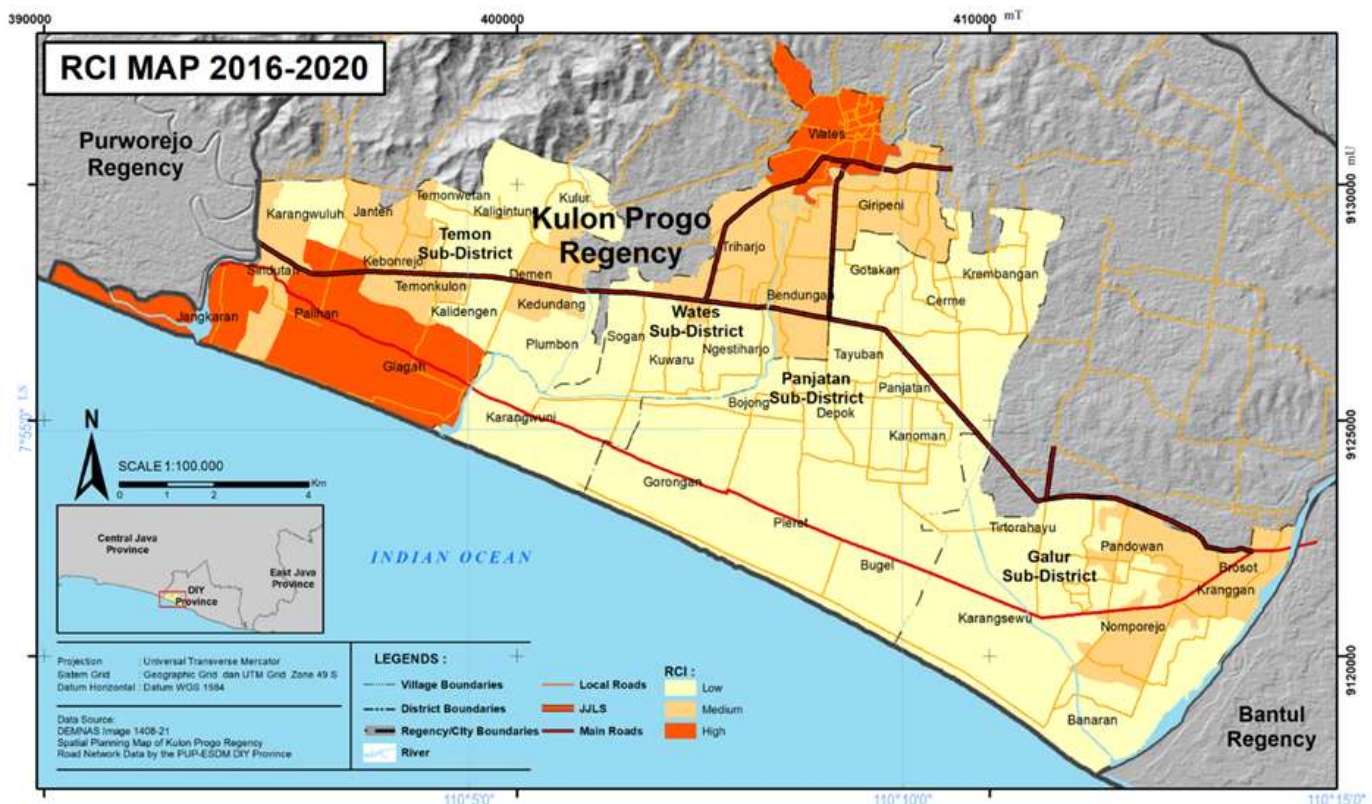 390000
400000
410000 mT
RCI MAP 2016-2020
Purworejo
Regency
Wates
9130000 mU
Karangwuluh
Janten
Temonwetan
Kaligintung
Kulur
Kulon Progo
Regency
Giripeni
Temon
Sub-District
Triharjo
Sindutan
Kebonrejo
Demen
Gotakan
Krembangan
Temonkulon
Kedundang
Bendungan
Cerme
Jangkaran
Palihan
Kalidengen
Wates
Sub-District
Plumbon
Sogan
Kuwaru
Ngestiharjo
Tayuban
Glagah
Panjatan
Sub-District
Panjatan
Bojong
Depok
Karangwuni
Kanoman
7°55'0" LS
9125000
N
SCALE 1:100.000
0 1 2 4 Km
Gorongan
Pleret
Tirtorahayu
Pandowan
Brosot
Galur
Sub-District
Bugel
Kranggan
Karangsewu
Nomporejo
Banaran
INDIAN OCEAN
Central Java
Province
East Java
Province
DIY
Province
9120000
Bantul
Regency
Projection : Universal Transverse Mercator
Sistem Grid : Geographic Grid dan UTM Grid Zone 49 S
Datum Horizontal : Datum WGS 1984
Data Source:
DEMNAS Image 1408-21
Spatial Planning Map of Kulon Progo Regency
Road Network Data by the PUP-ESDM DIY Province
LEGENDS :
Village Boundaries
District Boundaries
Regency/City Boundaries
River
Local Roads
JJLS
Main Roads
RCI :
Low
Medium
High
110°5'0"
110°10'0"
110°15'0"